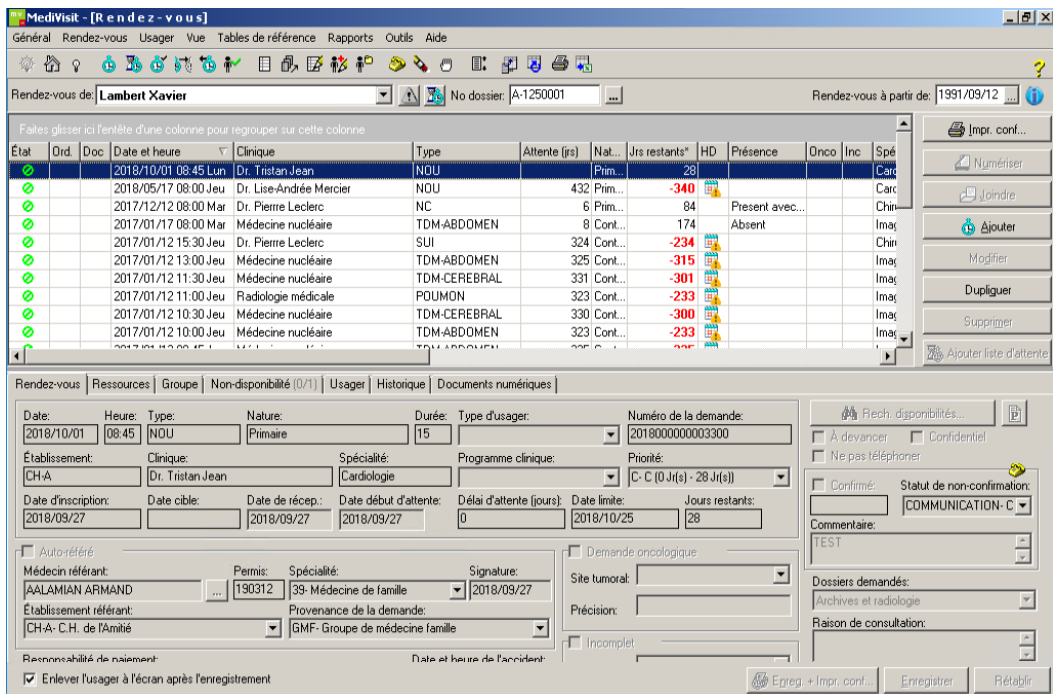 MediVisit - [R e n d e z - v o u s]
Général Rendez-vous Usager Vue Tables de référence Rapports Outils Aide
Rendez-vous de: Lambert Xavier No dossier: A-1250001 ... Rendez-vous à partir de: 1991/09/12 ...
Faites glisser ici l'entête d'une colonne pour regrouper sur cette colonne
État Ord. Doc Date et heure Clinique Type Attente (jrs) Nat... Jrs restants* HD Présence Onco Inc Spé
2018/10/01 08:45 Lun Dr. Tristan Jean NOU Prim... 28 Card
2018/05/17 08:00 Jeu Dr. Lise-Andrée Mercier NOU 432 Prim... -340 Card
2017/12/12 08:00 Mar Dr. Pierrre Leclerc NC 6 Prim... 84 Present avec... Chir
2017/01/17 08:00 Mar Médecine nucléaire TDM-ABDOMEN 8 Cont... 174 Absent Imag
2017/01/12 15:30 Jeu Dr. Pierrre Leclerc SUI 324 Cont... -234 Chir
2017/01/12 13:00 Jeu Médecine nucléaire TDM-ABDOMEN 325 Cont... -315 Imag
2017/01/12 11:30 Jeu Médecine nucléaire TDM-CEREBRAL 331 Cont... -301 Imag
2017/01/12 11:00 Jeu Radiologie médicale POUMON 323 Cont... -233 Imag
2017/01/12 10:30 Jeu Médecine nucléaire TDM-CEREBRAL 330 Cont... -300 Imag
2017/01/12 10:00 Jeu Médecine nucléaire TDM-ABDOMEN 323 Cont... -233 Imag
Impr. conf...
Numériser
Joindre
Ajouter
Modifier
Dupliquer
Supprimer
Ajouter liste d'attente
Rendez-vous Ressources Groupe Non-disponibilité (0/1) Usager Historique Documents numériques
Date: Heure: Type: Nature: Durée: Type d'usager: Numéro de la demande:
2018/10/01 08:45 NOU Primaire 15 2018000000003300
Établissement: Clinique: Spécialité: Programme clinique: Priorité:
CH-A Dr. Tristan Jean Cardiologie C- C (0 Jr(s) - 28 Jr(s))
Date d'inscription: Date cible: Date de récep.: Date début d'attente: Délai d'attente (jours): Date limite: Jours restants:
2018/09/27 2018/09/27 2018/09/27 0 2018/10/25 28
Auto-référé
Médecin référant: Permis: Spécialité: Signature:
AALAMIAN ARMAND ... 190312 39- Médecine de famille 2018/09/27
Établissement référant: Provenance de la demande:
CH-A- C.H. de l'Amitié GMF- Groupe de médecine famille
Responsabilité de paiement: Date et heure de l'accident:
Demande oncologique
Site tumoral:
Précision:
Incomplet
Rech. disponibilités... P
À devancer Confidentiel
Ne pas téléphoner
Confirmé: Statut de non-confirmation:
COMMUNICATION- C
Commentaire:
TEST
Dossiers demandés:
Archives et radiologie
Raison de consultation:
Enlever l'usager à l'écran après l'enregistrement Enreg. + Impr. conf... Enregistrer Rétablir